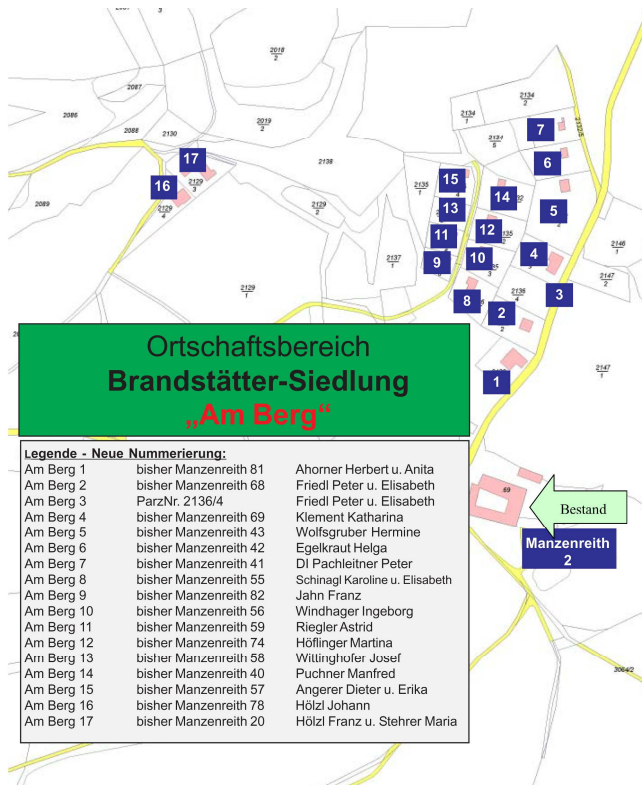 2018
2
2087
2086
2088
2130
2019
2
2138
2089
2129
3
2129
4
2129
2
2129
1
2137
1
2135
1
2134
2
2134
1
2134
5
2146
1
2147
2
2136
4
2147
1
69
3064/2
17
16
15
14
13
12
11
10
9
8
7
6
5
4
3
2
1
Ortschaftsbereich
Brandstätter-Siedlung
„Am Berg“
Bestand
Manzenreith
2
Legende - Neue Nummerierung:
Am Berg 1 bisher Manzenreith 81 Ahorner Herbert u. Anita
Am Berg 2 bisher Manzenreith 68 Friedl Peter u. Elisabeth
Am Berg 3 ParzNr. 2136/4 Friedl Peter u. Elisabeth
Am Berg 4 bisher Manzenreith 69 Klement Katharina
Am Berg 5 bisher Manzenreith 43 Wolfsgruber Hermine
Am Berg 6 bisher Manzenreith 42 Egelkraut Helga
Am Berg 7 bisher Manzenreith 41 DI Pachleitner Peter
Am Berg 8 bisher Manzenreith 55 Schinagl Karoline u. Elisabeth
Am Berg 9 bisher Manzenreith 82 Jahn Franz
Am Berg 10 bisher Manzenreith 56 Windhager Ingeborg
Am Berg 11 bisher Manzenreith 59 Riegler Astrid
Am Berg 12 bisher Manzenreith 74 Höflinger Martina
Am Berg 13 bisher Manzenreith 58 Wittinghofer Josef
Am Berg 14 bisher Manzenreith 40 Puchner Manfred
Am Berg 15 bisher Manzenreith 57 Angerer Dieter u. Erika
Am Berg 16 bisher Manzenreith 78 Hölzl Johann
Am Berg 17 bisher Manzenreith 20 Hölzl Franz u. Stehrer Maria